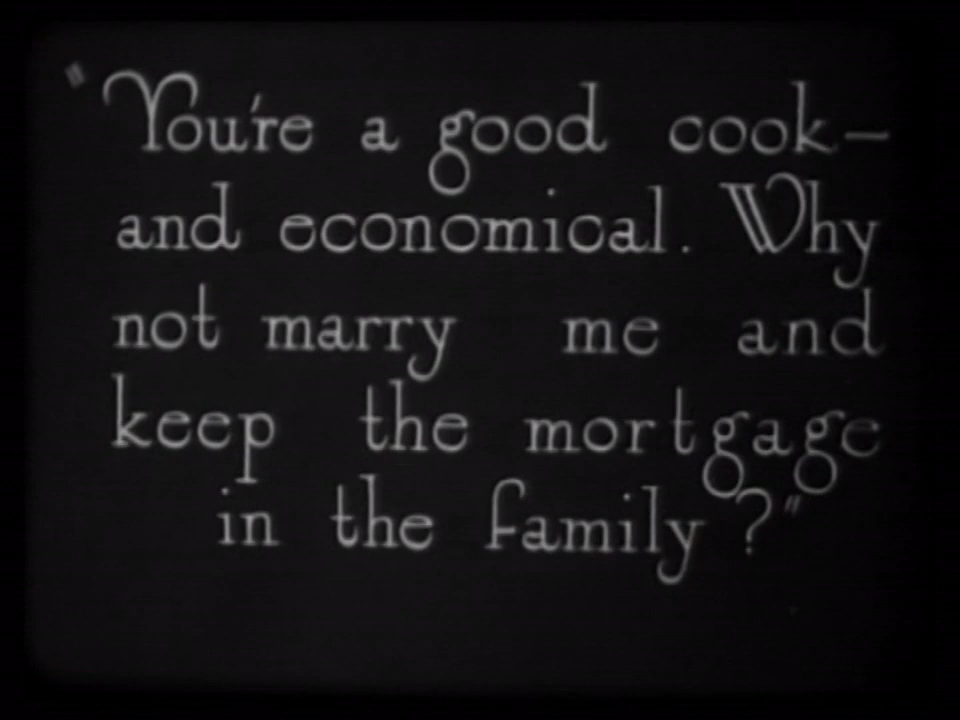 "You're a good cook—
and economical. Why
not marry me and
keep the mortgage
in the family?"